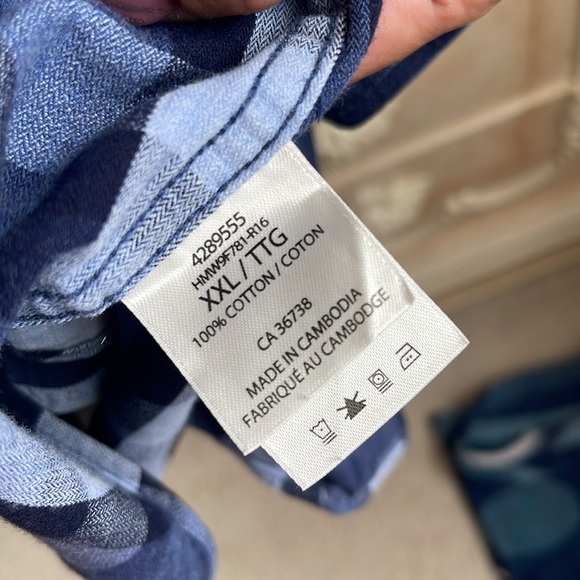 4289555
HMW9F781-R16
XXL / TTG
100% COTTON / COTON
CA 36738
MADE IN CAMBODIA
FABRIQUÉ AU CAMBODGE